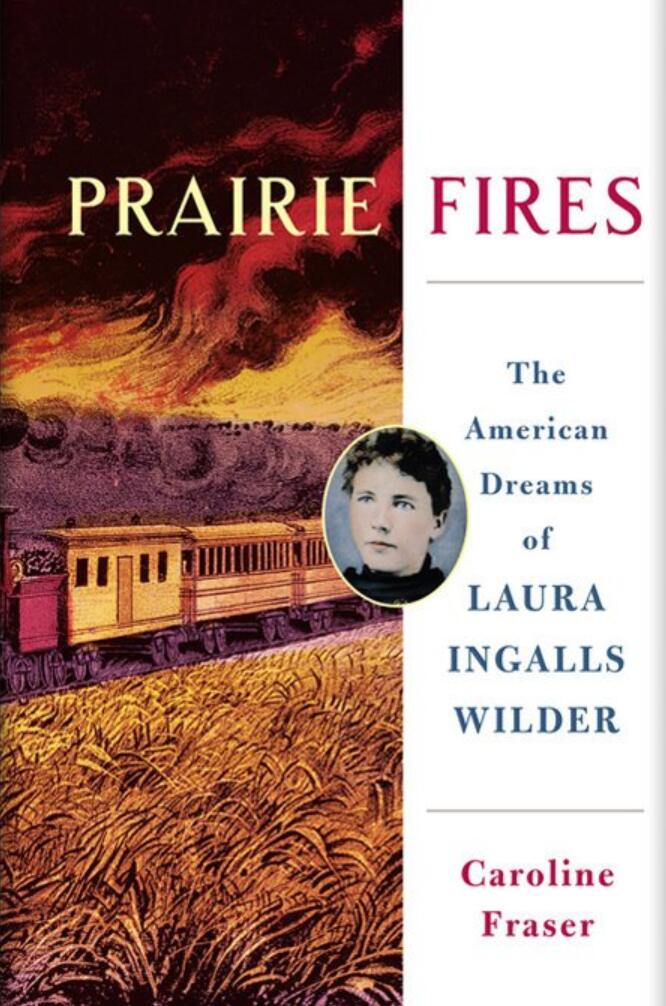 PRAIRIE FIRES
The
American
Dreams
of
LAURA
INGALLS
WILDER
Caroline
Fraser